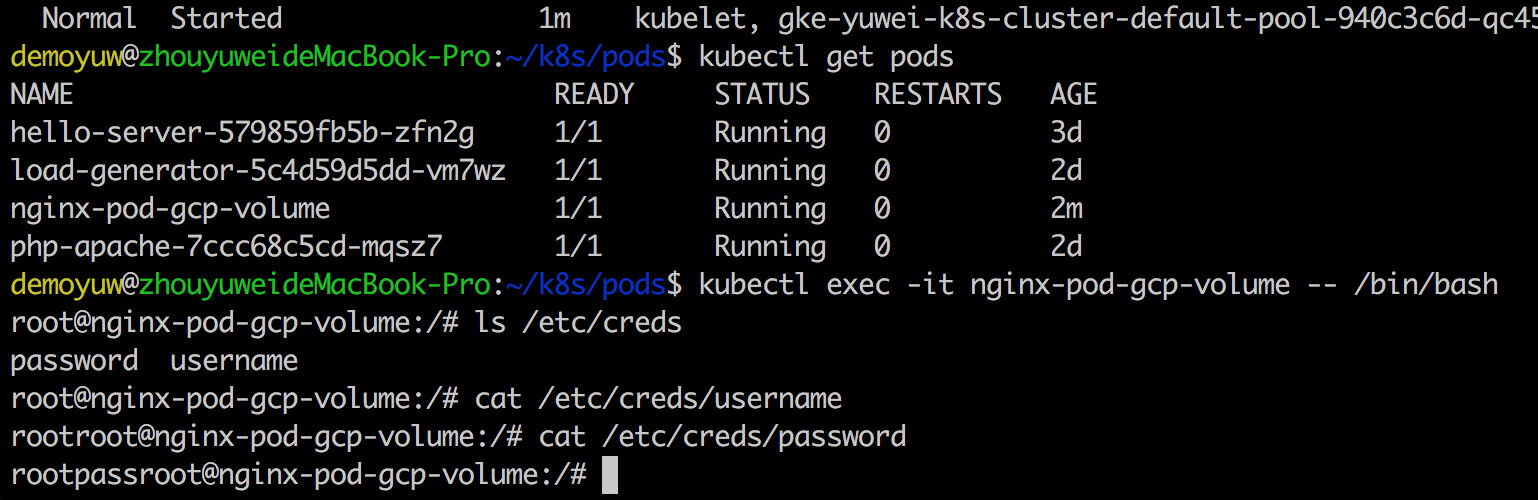 Normal  Started                1m    kubelet, gke-yuwei-k8s-cluster-default-pool-940c3c6d-qc45
demoyuw@zhouyuweideMacBook-Pro:~/k8s/pods$ kubectl get pods
NAME                              READY     STATUS    RESTARTS   AGE
hello-server-579859fb5b-zfn2g     1/1       Running   0          3d
load-generator-5c4d59d5dd-vm7wz   1/1       Running   0          2d
nginx-pod-gcp-volume              1/1       Running   0          2m
php-apache-7ccc68c5cd-mqsz7       1/1       Running   0          2d
demoyuw@zhouyuweideMacBook-Pro:~/k8s/pods$ kubectl exec -it nginx-pod-gcp-volume -- /bin/bash
root@nginx-pod-gcp-volume:/# ls /etc/creds
password  username
root@nginx-pod-gcp-volume:/# cat /etc/creds/username
rootroot@nginx-pod-gcp-volume:/# cat /etc/creds/password
rootpassroot@nginx-pod-gcp-volume:/#